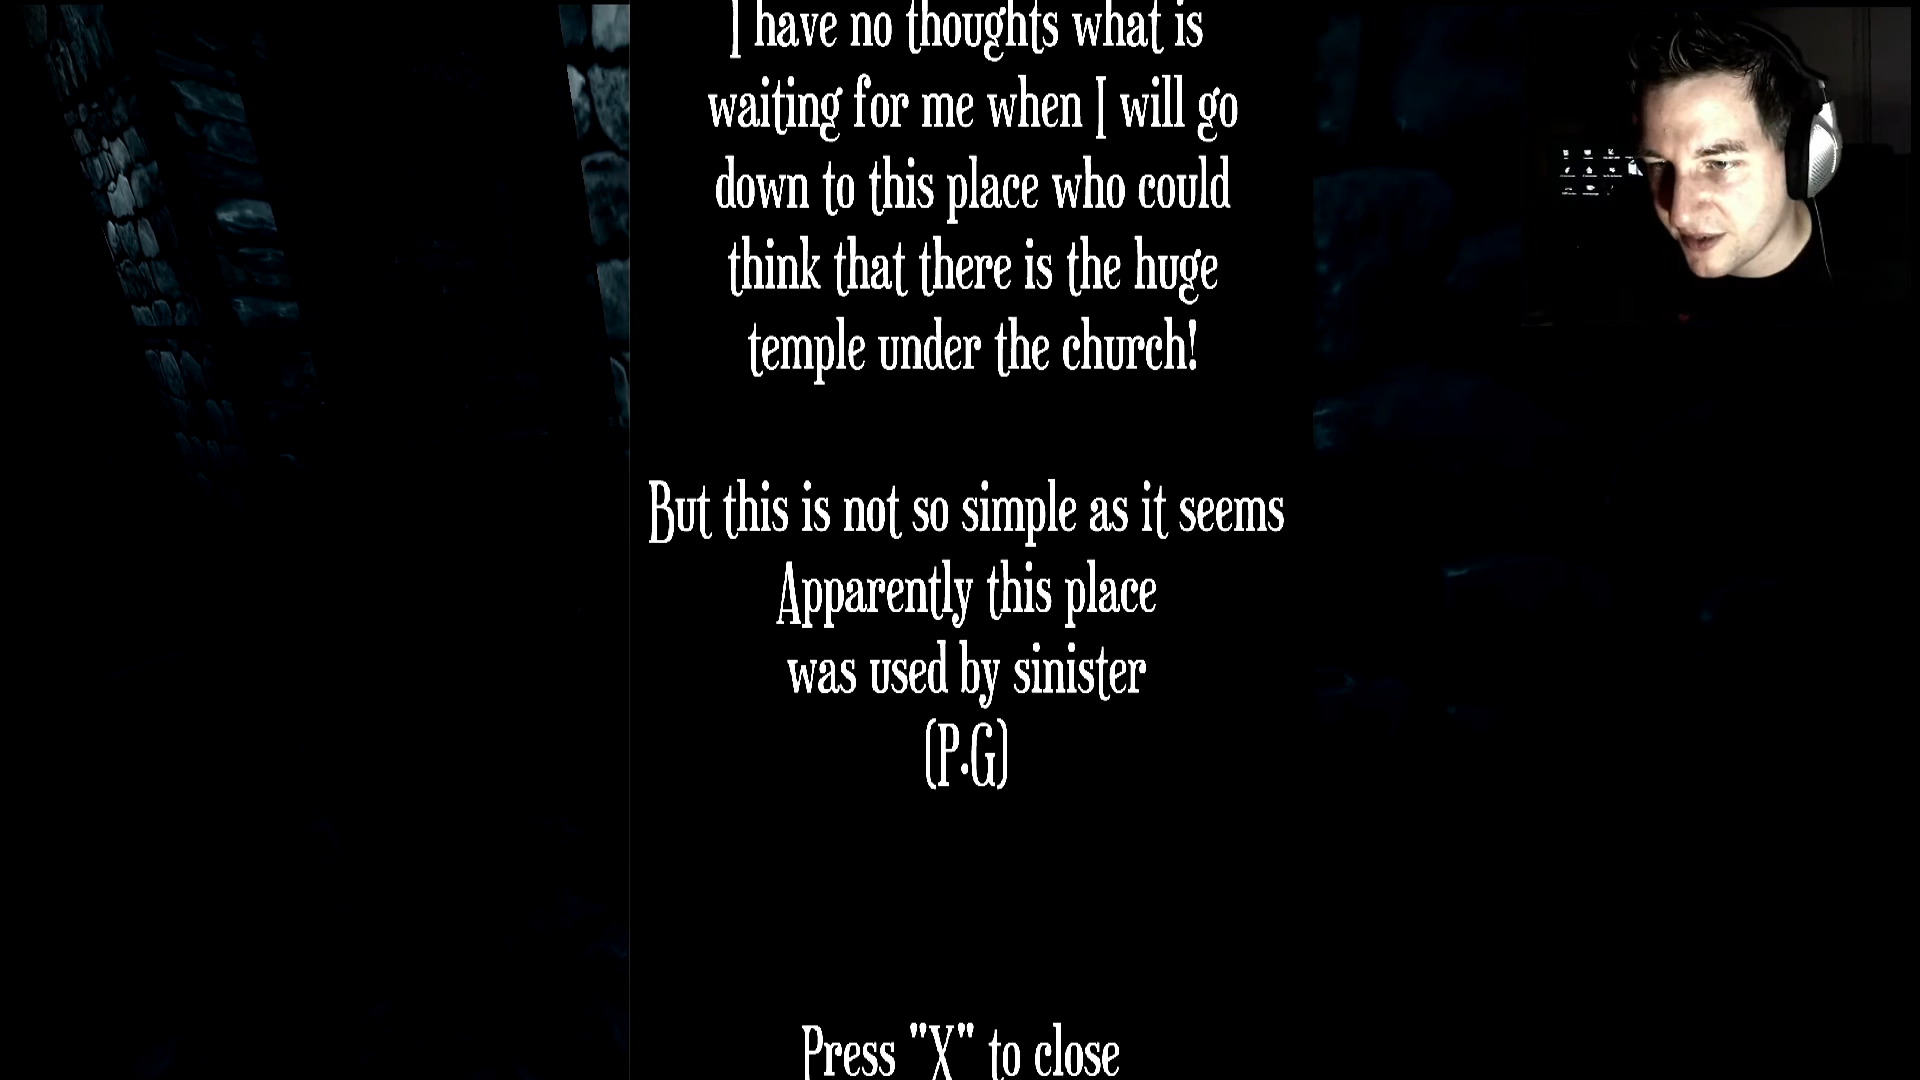 I have no thoughts what is
waiting for me when I will go
down to this place who could
think that there is the huge
temple under the church!
But this is not so simple as it seems
Apparently this place
was used by sinister
(P.G)
Press "X" to close